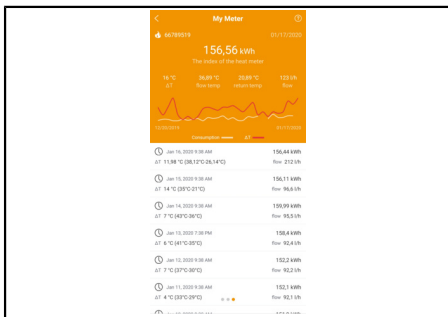 My Meter
66789519 01/17/2020
156,56 kWh
The index of the heat meter
16 °C 36,89 °C 20,89 °C 123 l/h
ΔT flow temp return temp flow
01/17/2020
Consumption ΔT
Jan 16, 2020 9:38 AM 156,44 kWh
ΔT 11,98 °C (38,12°C-26,14°C) flow 212 l/h
Jan 15, 2020 9:38 AM 156,11 kWh
ΔT 14 °C (35°C-21°C) flow 96,6 l/h
Jan 14, 2020 9:38 AM 159,99 kWh
ΔT 7 °C (43°C-36°C) flow 95,5 l/h
Jan 13, 2020 7:38 PM 158,4 kWh
ΔT 6 °C (41°C-35°C) flow 92,4 l/h
Jan 12, 2020 9:38 AM 152,2 kWh
ΔT 7 °C (37°C-30°C) flow 92,2 l/h
Jan 11, 2020 9:38 AM 152,1 kWh
ΔT 4 °C (33°C-29°C) flow 92,1 l/h